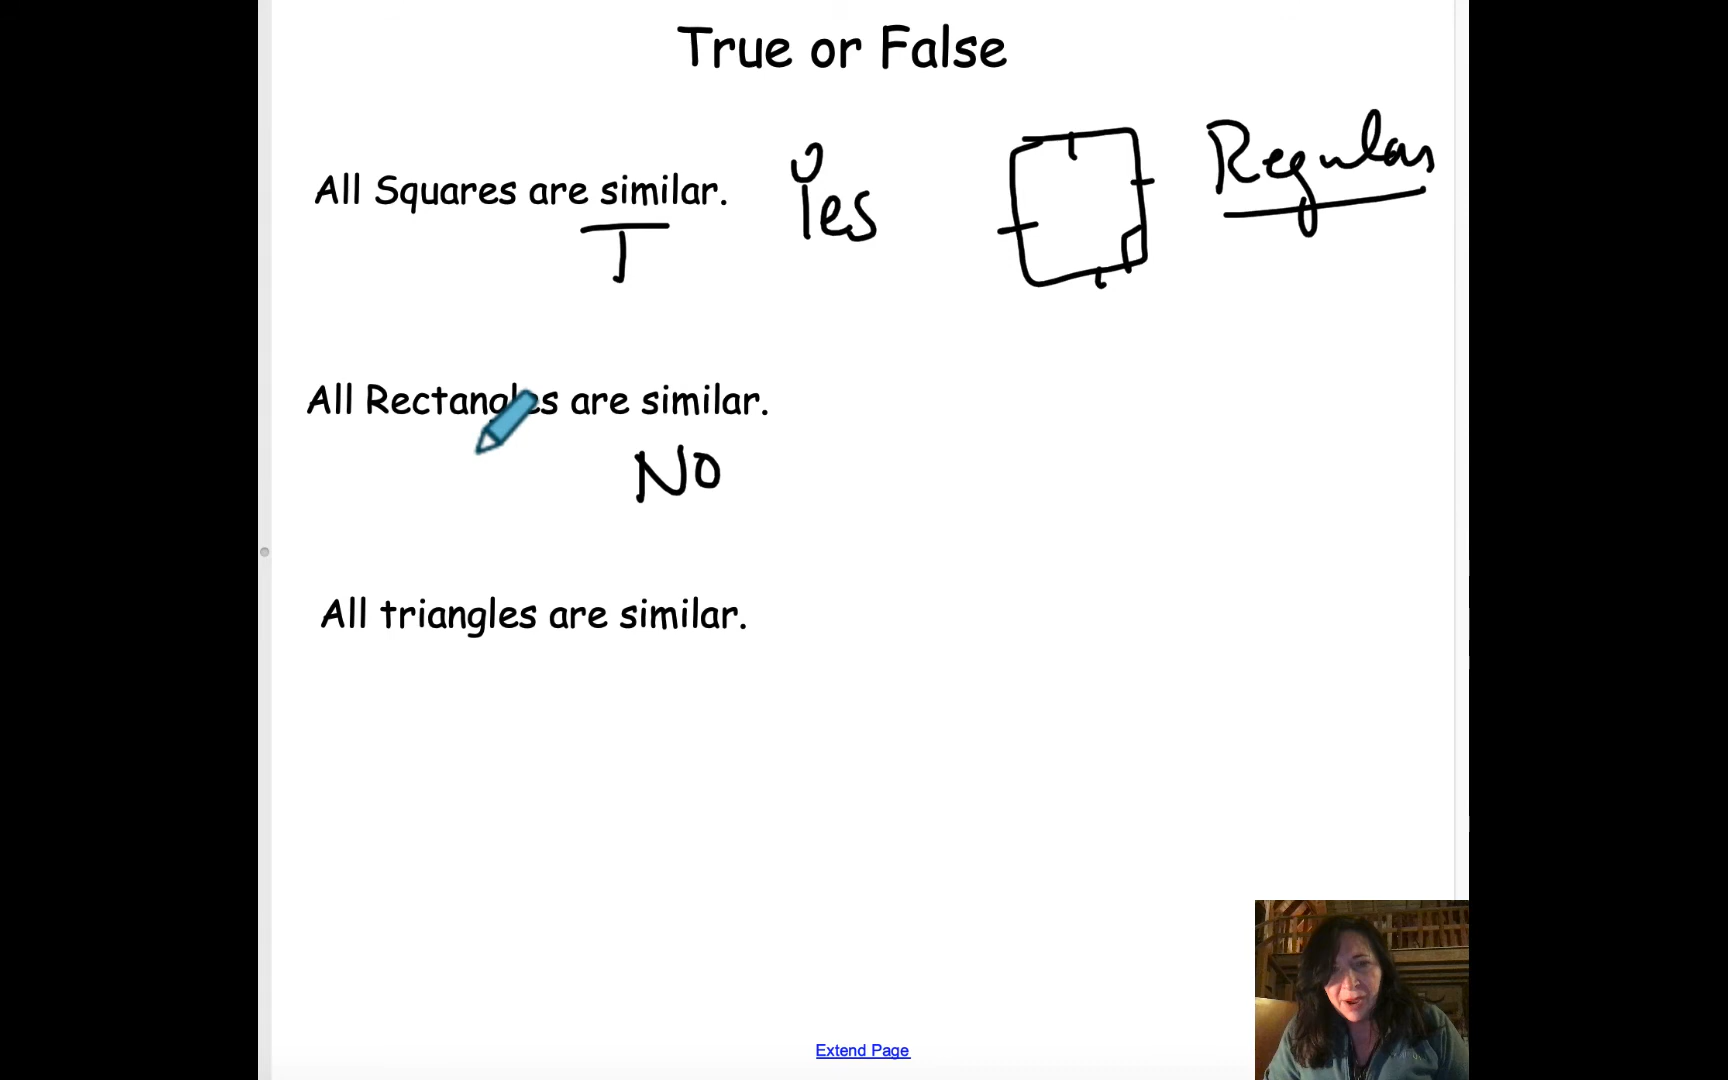 True or False
All Squares are similar.
T
Yes
Regular
All Rectangles are similar.
NO
All triangles are similar.
Extend Page